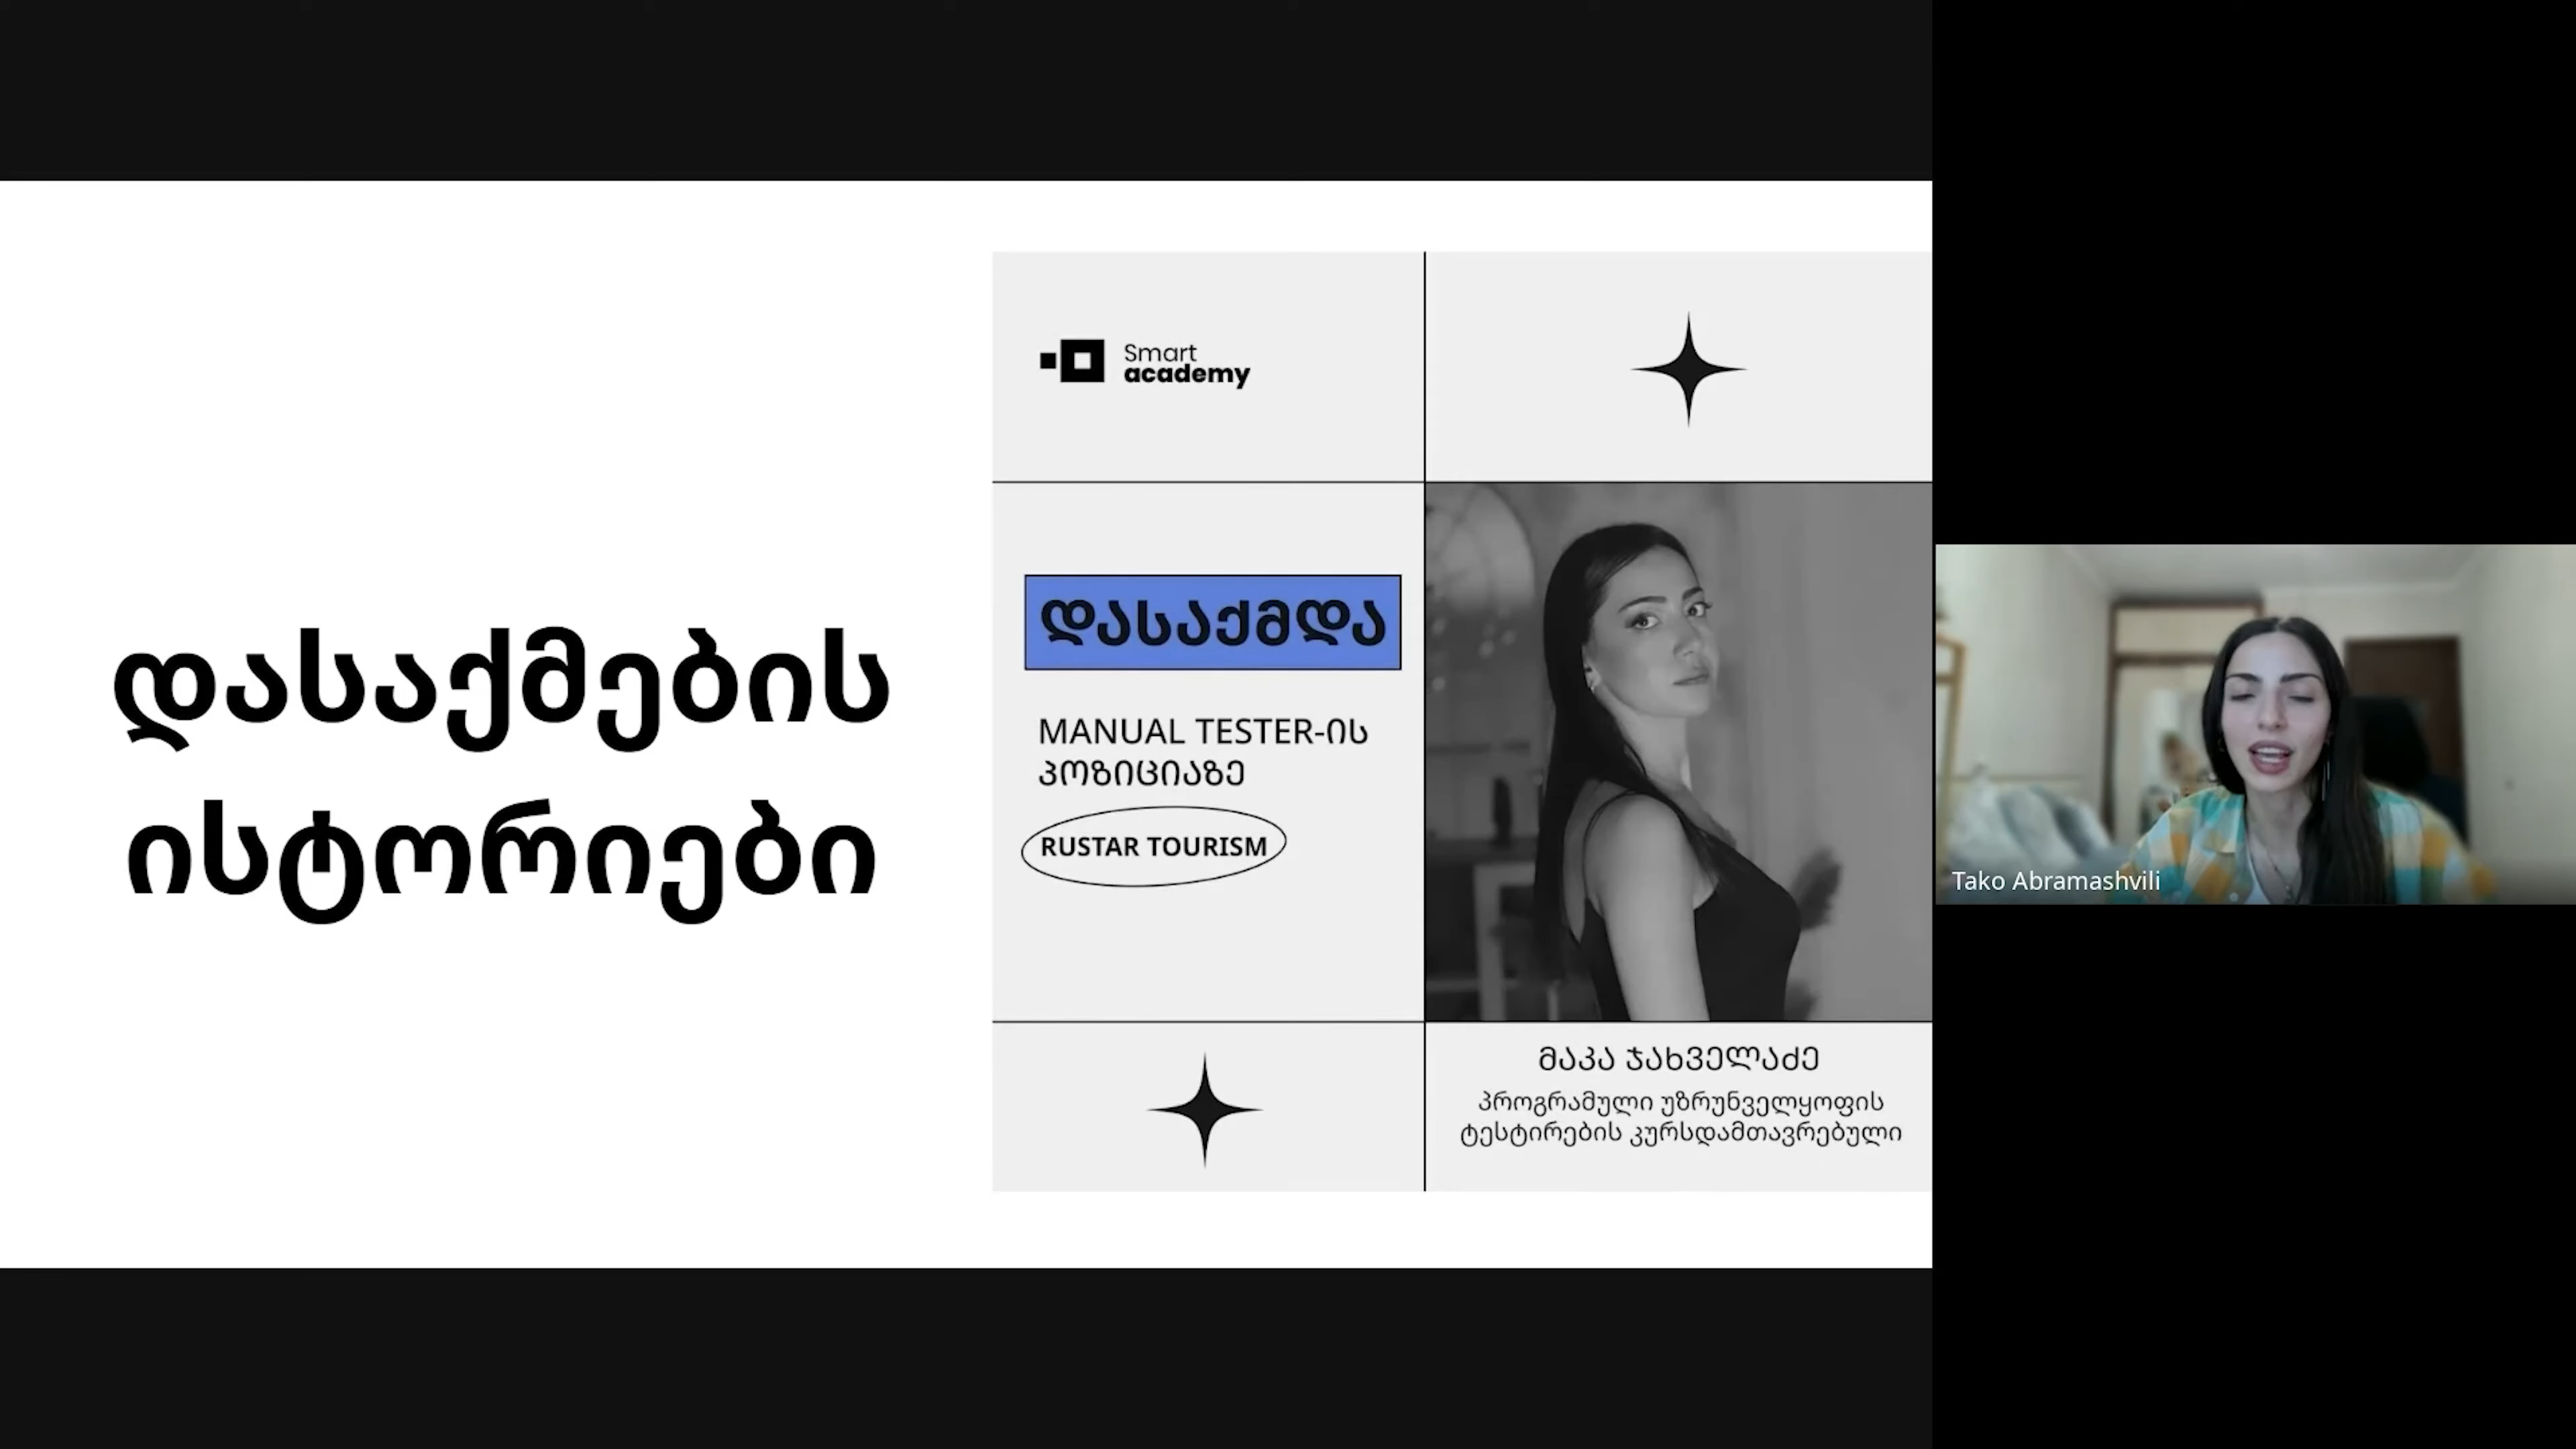 დასაქმების
ისტორიები
Smart
academy
დასაქმდა
MANUAL TESTER-ის
პოზიციაზე
RUSTAR TOURISM
მაკა ჯახველაძე
პროგრამული უზრუნველყოფის
ტესტირების კურსდამთავრებული
Tako Abramashvili